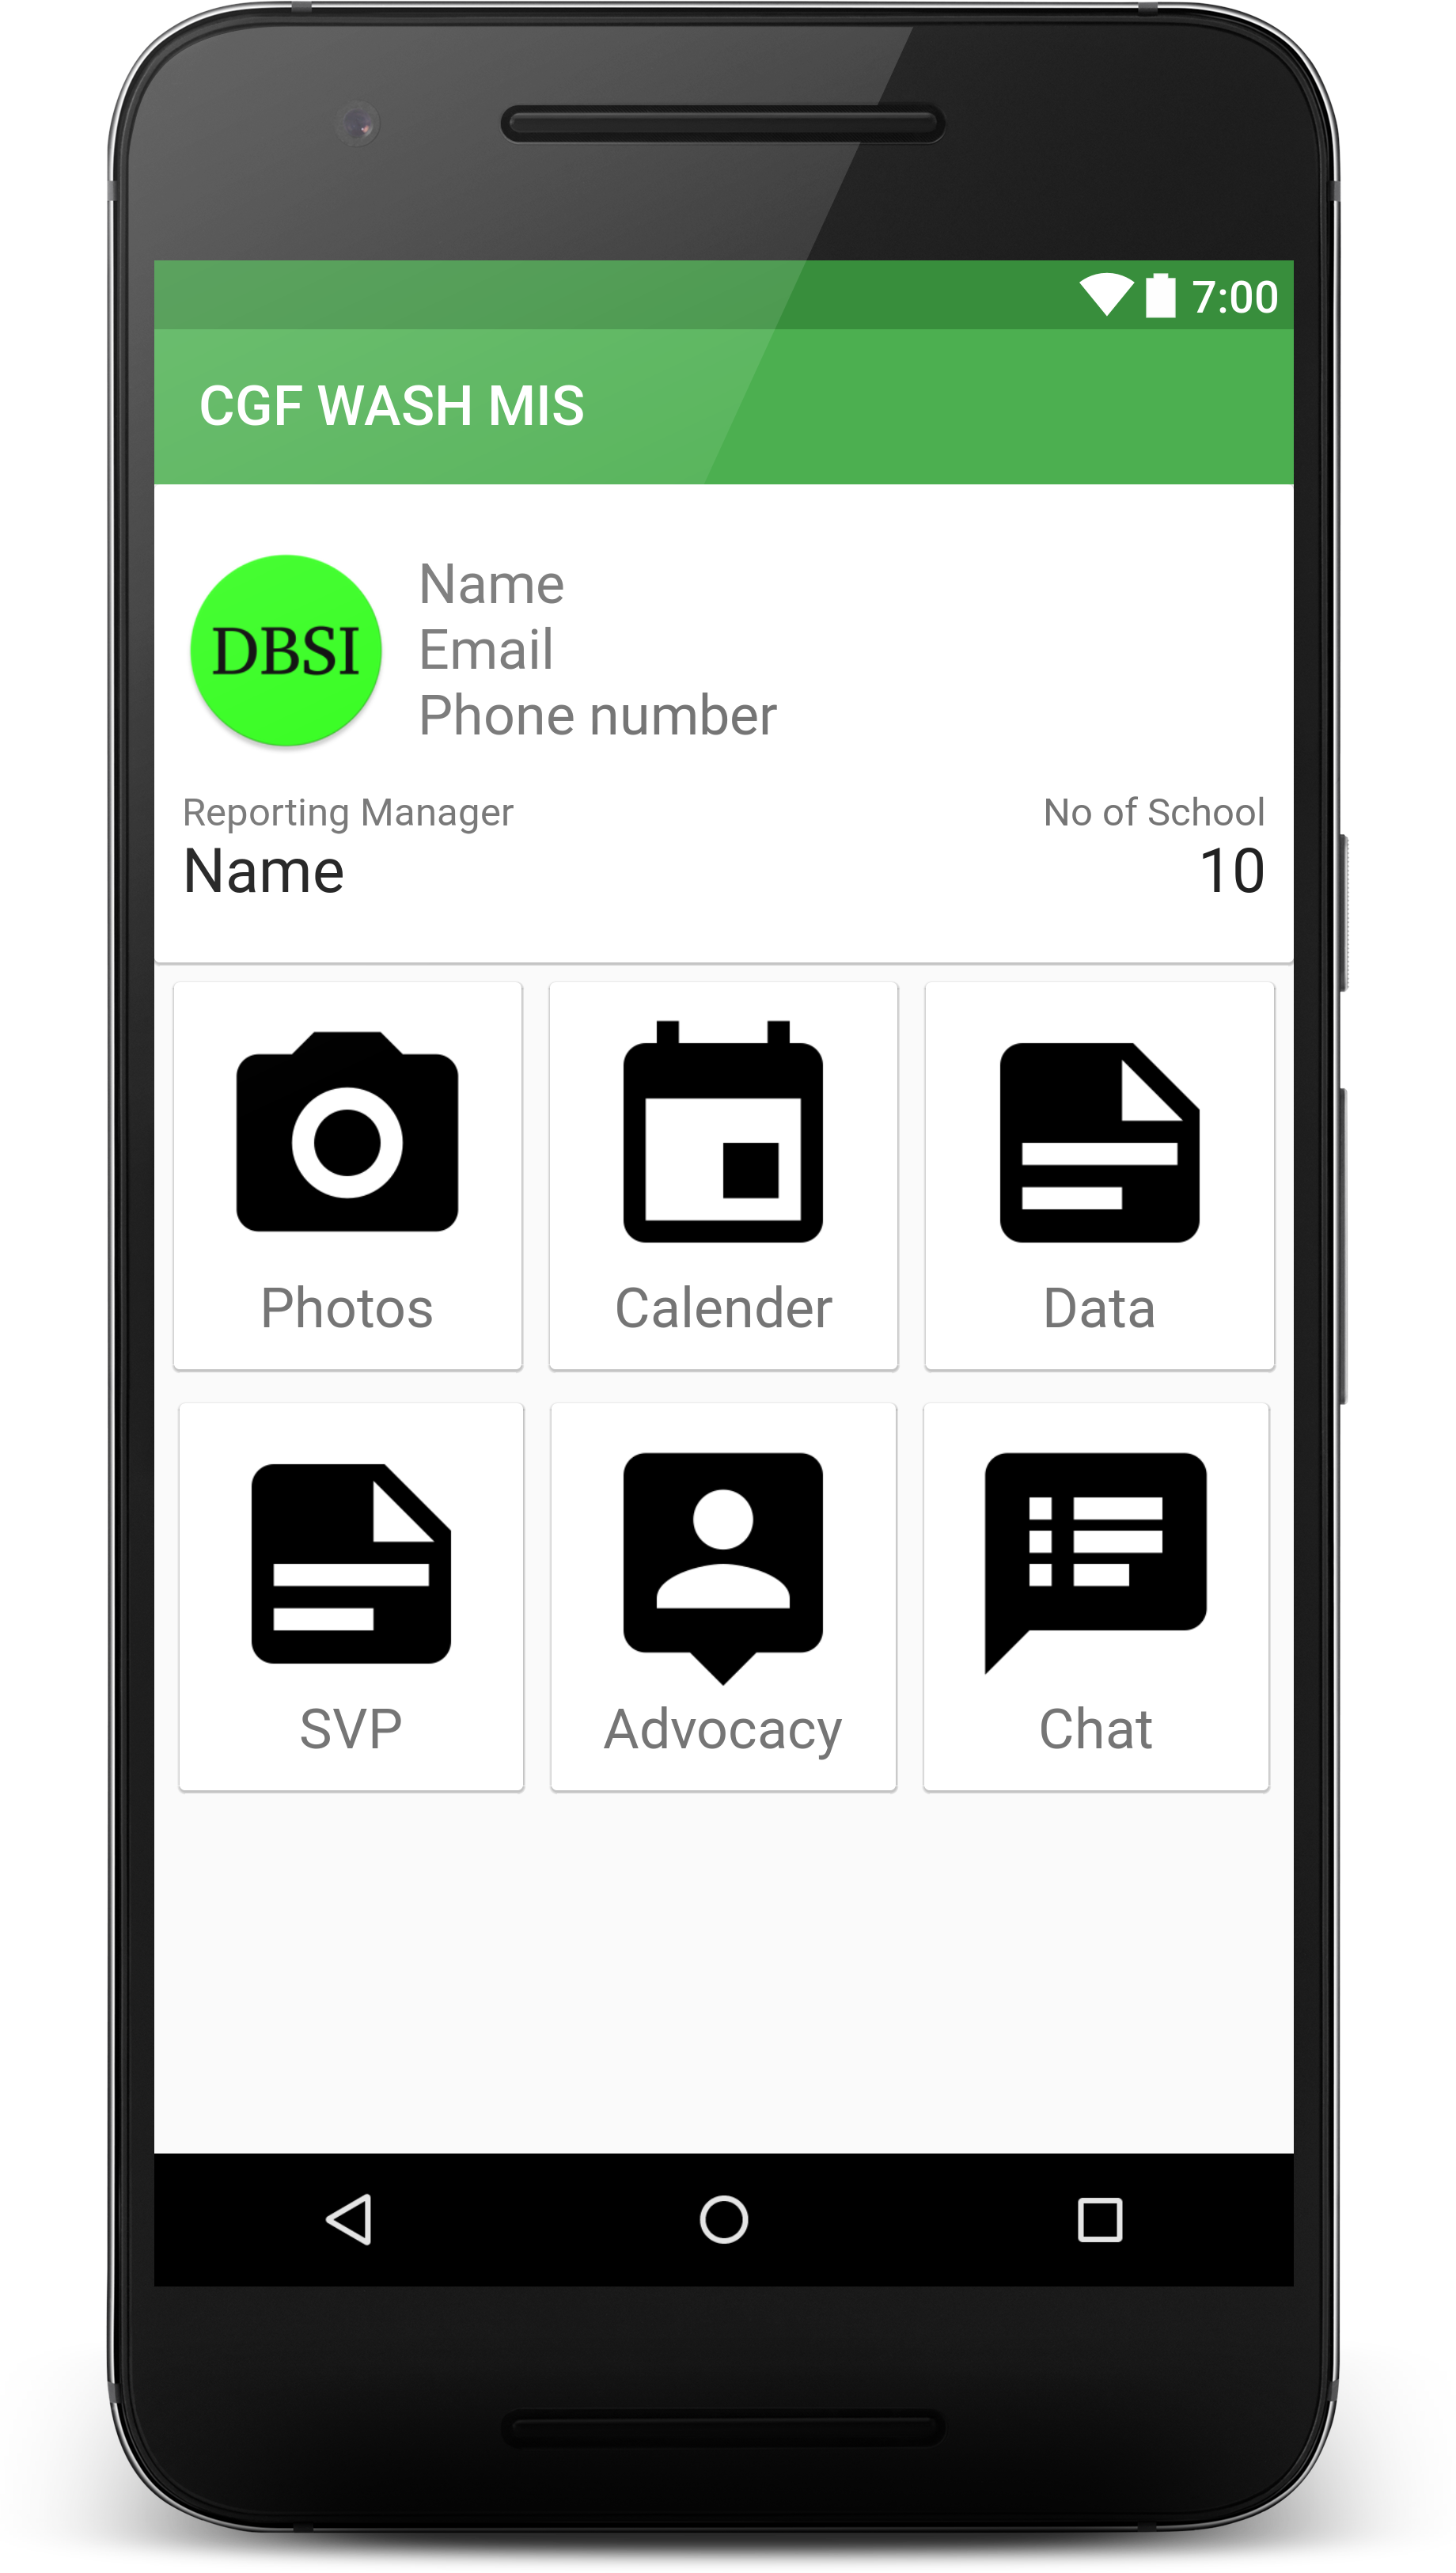 7:00
CGF WASH MIS
DBSI
Name
Email
Phone number
Reporting Manager
No of School
Name
10
Photos
Calender
Data
SVP
Advocacy
Chat